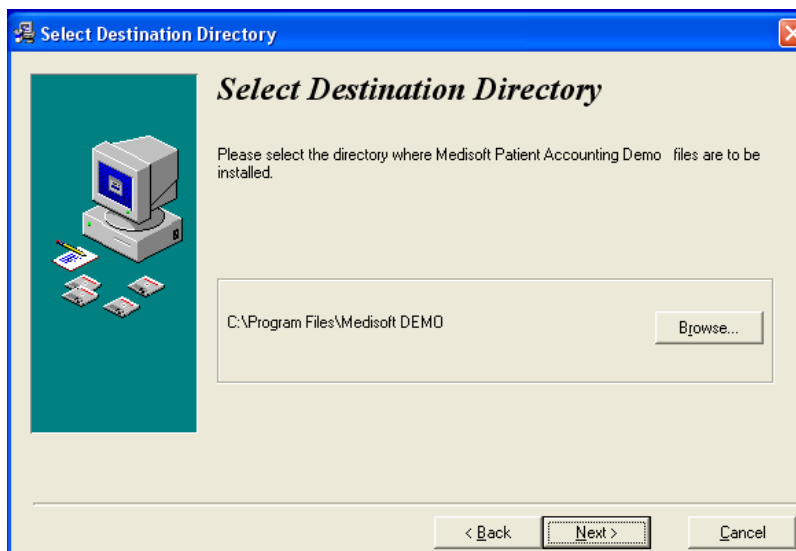 Select Destination Directory
Select Destination Directory
Please select the directory where Medisoft Patient Accounting Demo files are to be
installed.
C:\Program Files\Medisoft DEMO
Browse...
< Back
Next >
Cancel